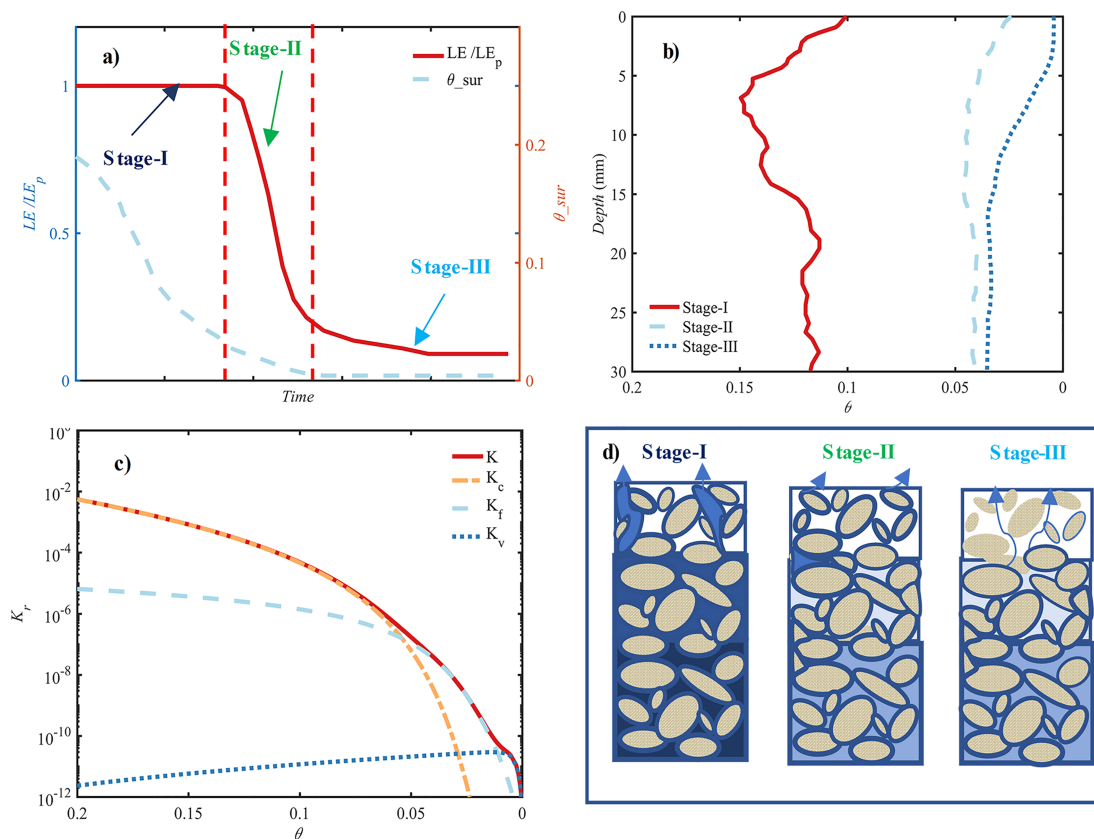 a)
Stage-II
LE/LE_p
θ_sur
1
Stage-I
0.2
LE/LE_p
0.5
θ_sur
0.1
Stage-III
0
0
Time
b)
0
5
10
15
20
25
30
Depth (mm)
Stage-I
Stage-II
Stage-III
0.2
0.15
0.1
0.05
0
θ
c)
10^0
10^-2
10^-4
10^-6
10^-8
10^-10
10^-12
K_r
K
K_c
K_f
K_v
0.2
0.15
0.1
0.05
0
θ
d)
Stage-I
Stage-II
Stage-III